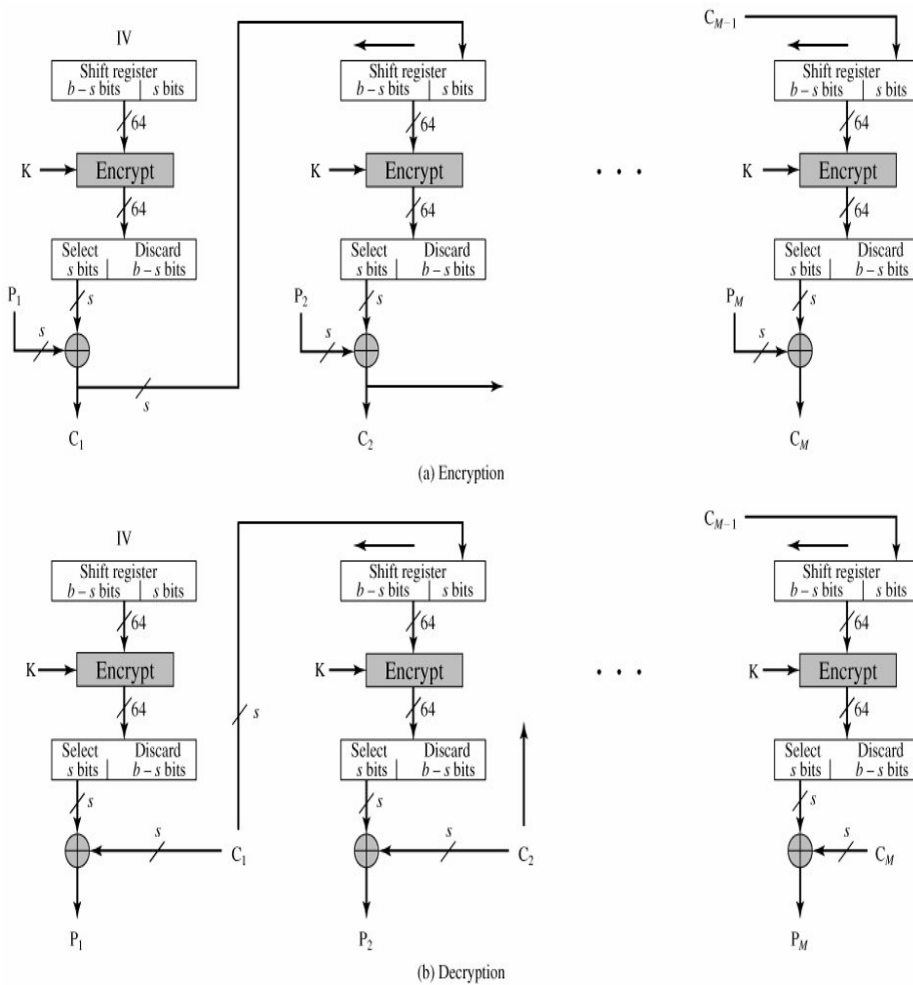 C_{M-1}
IV
Shift register Shift register Shift register
b – s bits | s bits b – s bits | s bits b – s bits | s bits
64 64 64
K Encrypt K Encrypt . . . K Encrypt
64 64 64
Select Discard Select Discard Select Discard
s bits | b – s bits s bits | b – s bits s bits | b – s bits
P_1 s P_2 s P_M s
s s s
s
C_1 C_2 C_M
(a) Encryption
C_{M-1}
IV
Shift register Shift register Shift register
b – s bits | s bits b – s bits | s bits b – s bits | s bits
64 64 64
K Encrypt K Encrypt . . . K Encrypt
64 s 64 64
Select Discard Select Discard Select Discard
s bits | b – s bits s bits | b – s bits s bits | b – s bits
s s s
s C_1 s C_2 s C_M
P_1 P_2 P_M
(b) Decryption